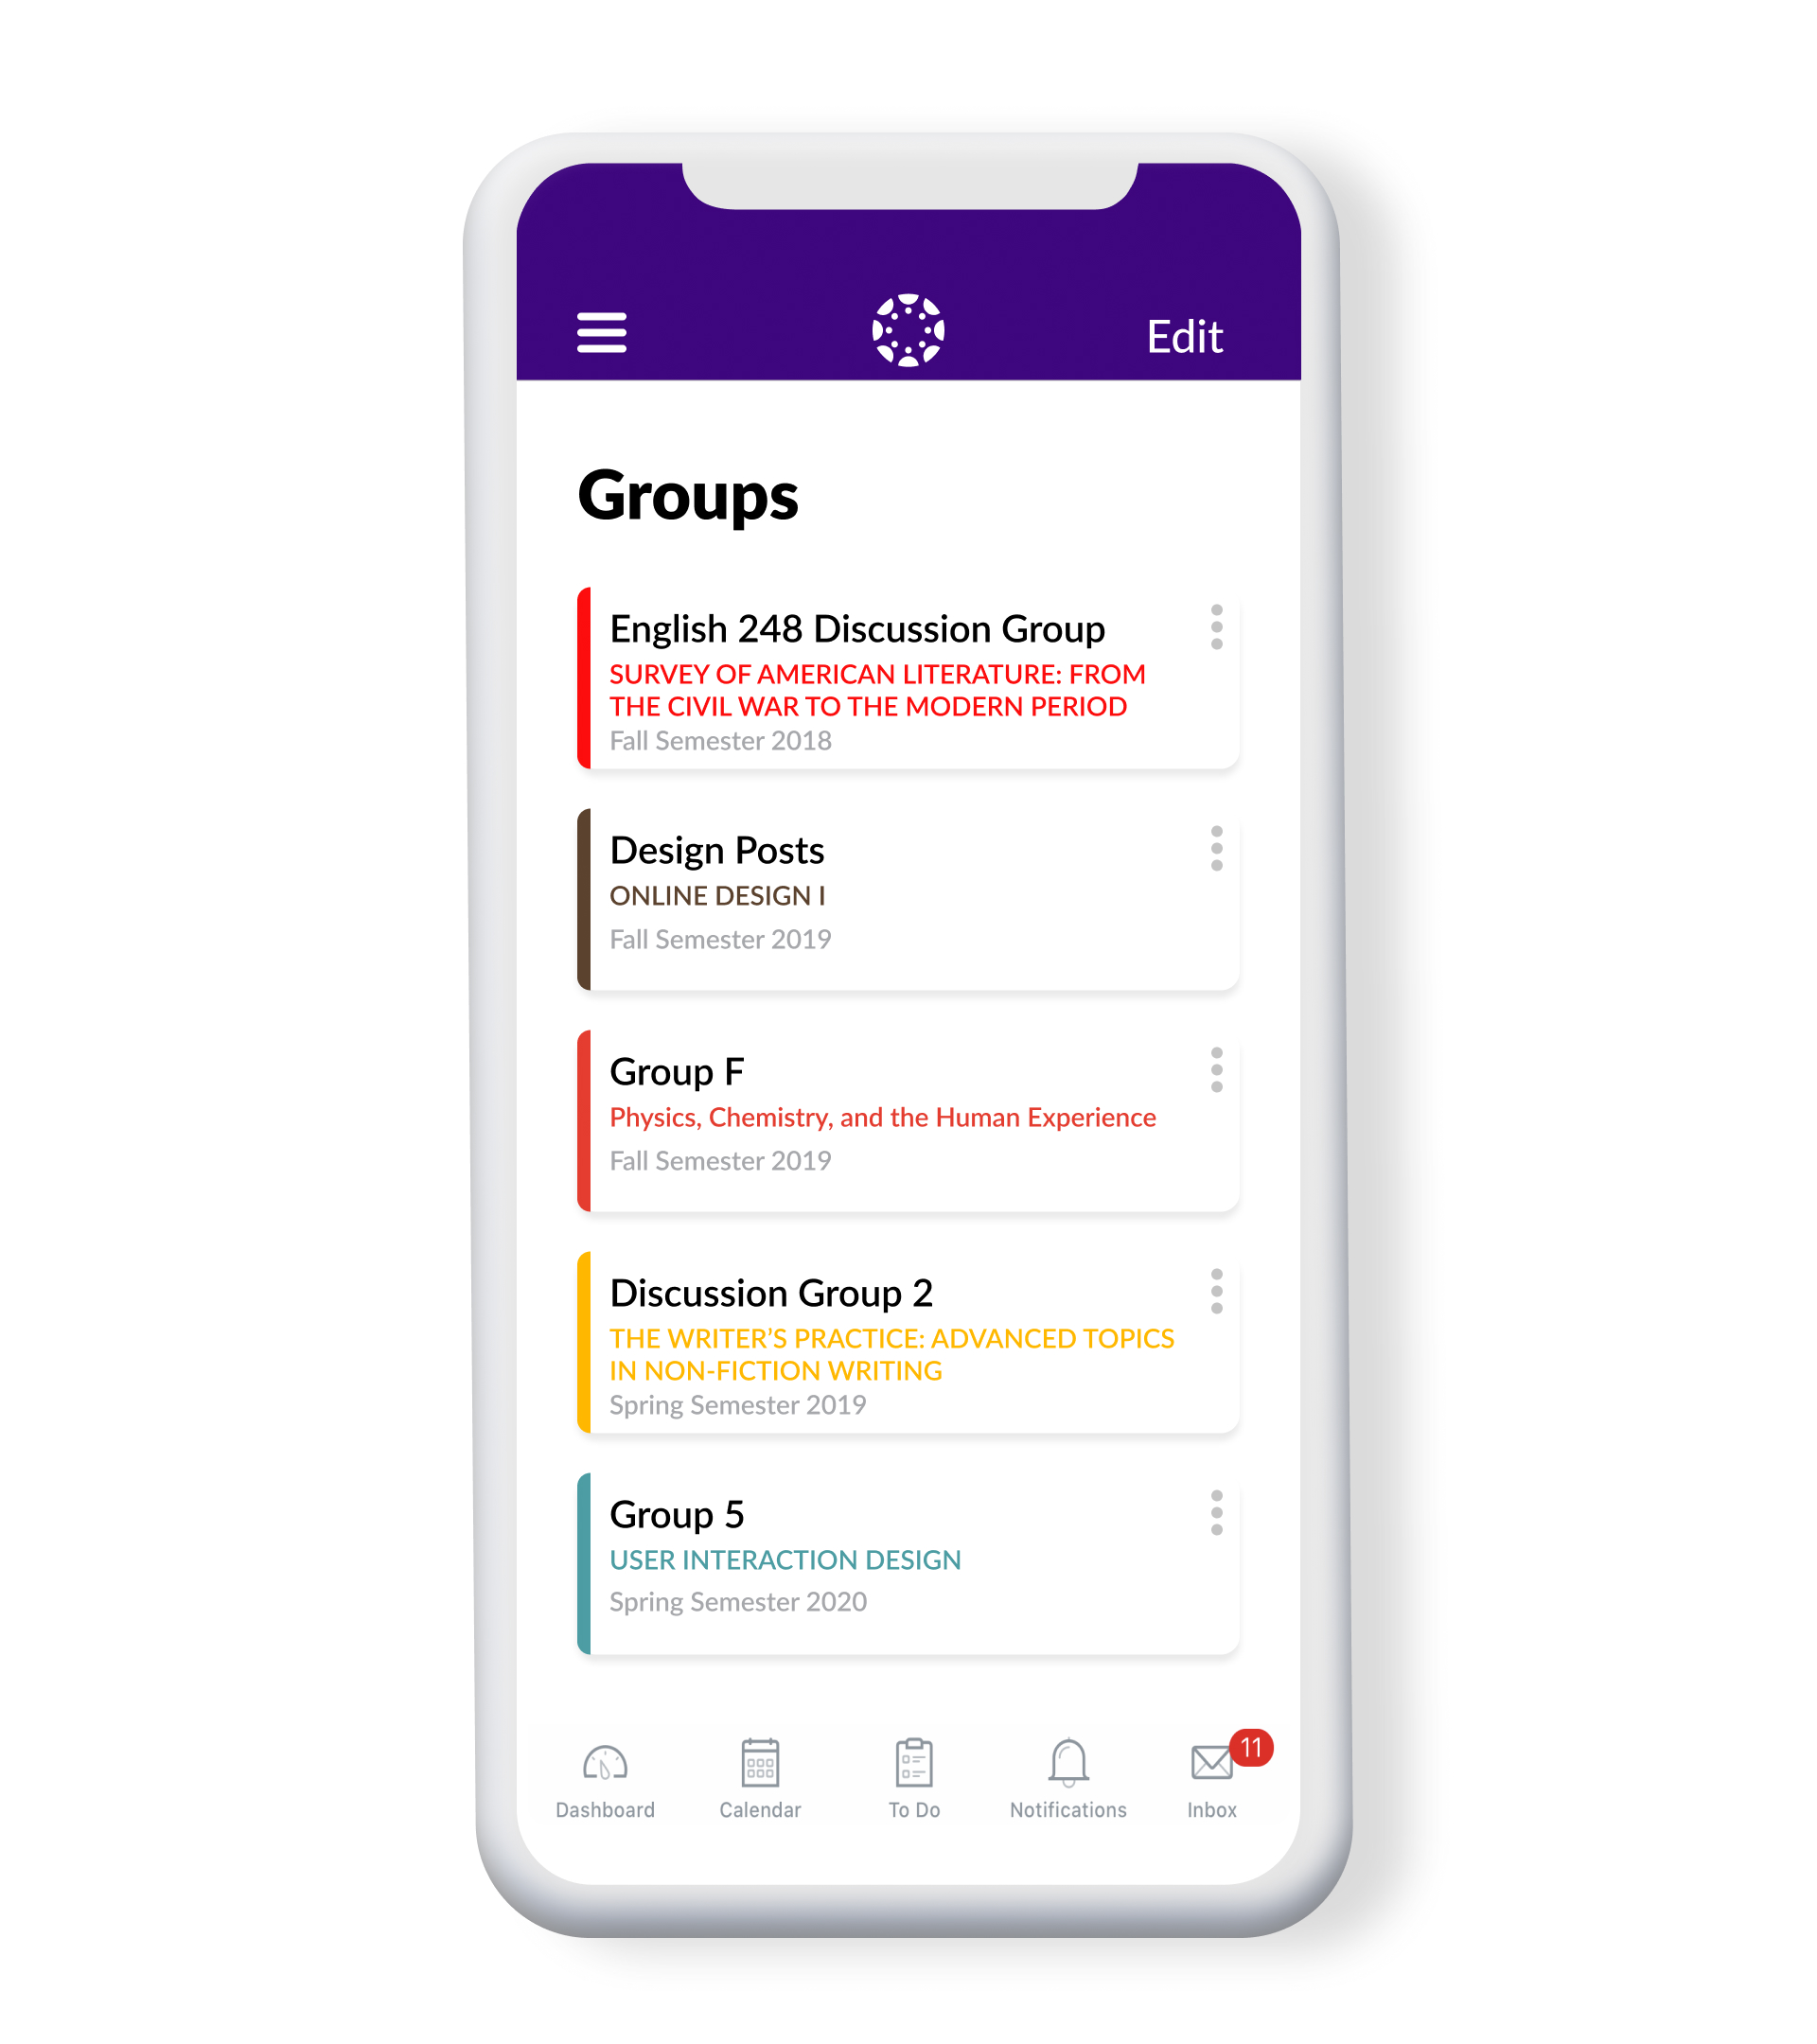 Edit
Groups
English 248 Discussion Group
SURVEY OF AMERICAN LITERATURE: FROM
THE CIVIL WAR TO THE MODERN PERIOD
Fall Semester 2018
Design Posts
ONLINE DESIGN I
Fall Semester 2019
Group F
Physics, Chemistry, and the Human Experience
Fall Semester 2019
Discussion Group 2
THE WRITER’S PRACTICE: ADVANCED TOPICS
IN NON-FICTION WRITING
Spring Semester 2019
Group 5
USER INTERACTION DESIGN
Spring Semester 2020
11
Dashboard Calendar To Do Notifications Inbox